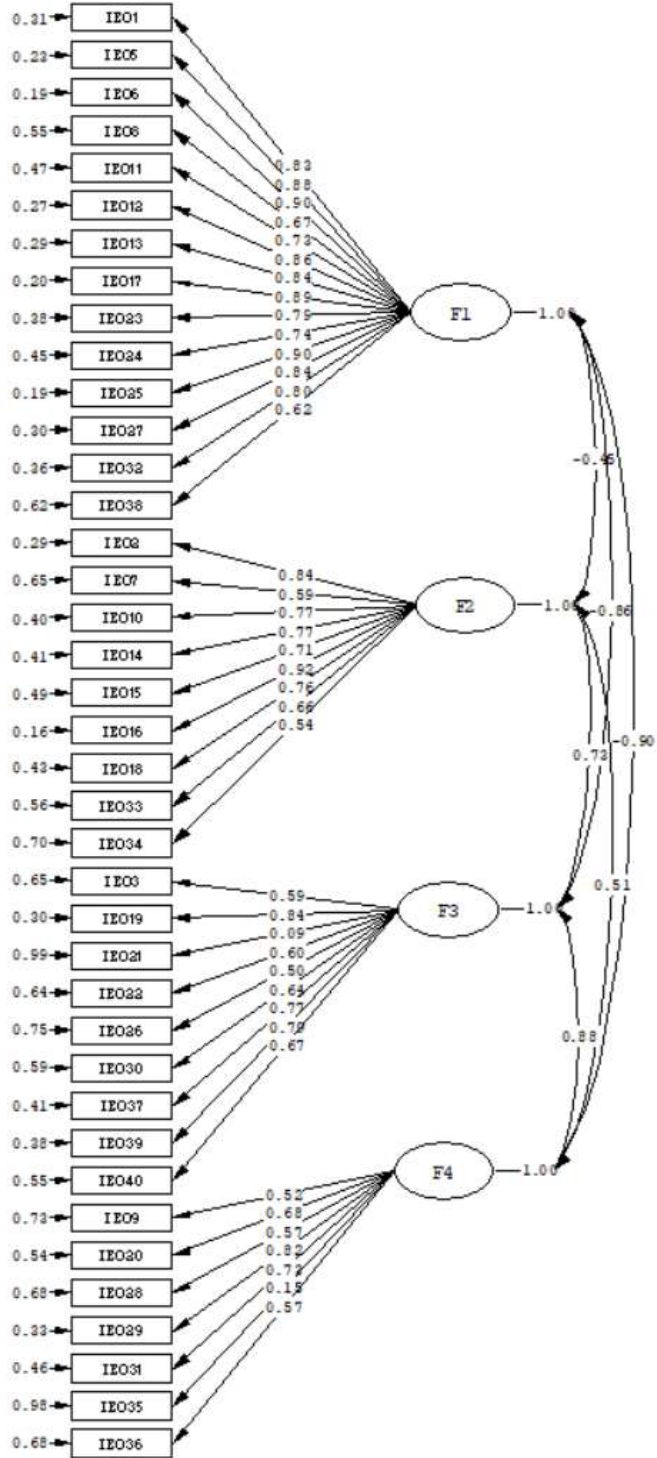 0.31 IEO1
0.23 IEO5
0.19 IEO6
0.55 IEO8
0.47 IEO11
0.27 IEO12
0.29 IEO13
0.20 IEO17
0.38 IEO23
0.45 IEO24
0.19 IEO25
0.30 IEO27
0.36 IEO32
0.62 IEO38
0.29 IEO2
0.65 IEO7
0.40 IEO10
0.41 IEO14
0.49 IEO15
0.16 IEO16
0.43 IEO18
0.56 IEO33
0.70 IEO34
0.65 IEO3
0.30 IEO19
0.99 IEO21
0.64 IEO22
0.75 IEO26
0.59 IEO30
0.41 IEO37
0.38 IEO39
0.55 IEO40
0.73 IEO9
0.54 IEO20
0.68 IEO28
0.33 IEO29
0.46 IEO31
0.98 IEO35
0.68 IEO36
0.83
0.88
0.90
0.67
0.73
0.86
0.84
0.89
0.79
0.74
0.90
0.84
0.80
0.62
0.84
0.59
0.77
0.77
0.71
0.92
0.76
0.66
0.54
0.59
0.84
0.09
0.60
0.50
0.64
0.77
0.79
0.67
0.52
0.68
0.57
0.82
0.73
0.15
0.57
F1 1.00
F2 1.00
F3 1.00
F4 1.00
-0.86
-0.90
0.73
0.51
0.88